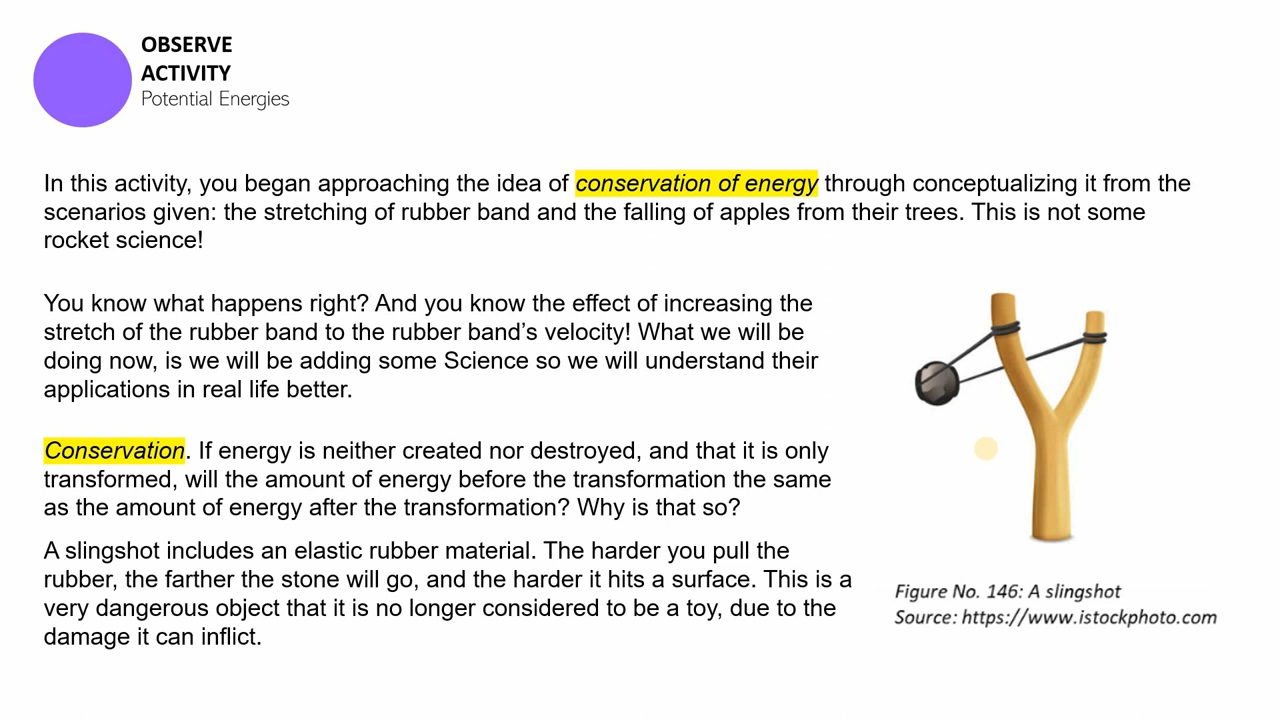 OBSERVE
ACTIVITY
Potential Energies
In this activity, you began approaching the idea of conservation of energy through conceptualizing it from the
scenarios given: the stretching of rubber band and the falling of apples from their trees. This is not some
rocket science!
You know what happens right? And you know the effect of increasing the
stretch of the rubber band to the rubber band’s velocity! What we will be
doing now, is we will be adding some Science so we will understand their
applications in real life better.
Conservation. If energy is neither created nor destroyed, and that it is only
transformed, will the amount of energy before the transformation the same
as the amount of energy after the transformation? Why is that so?
A slingshot includes an elastic rubber material. The harder you pull the
rubber, the farther the stone will go, and the harder it hits a surface. This is a
very dangerous object that it is no longer considered to be a toy, due to the
damage it can inflict.
Figure No. 146: A slingshot
Source: https://www.istockphoto.com